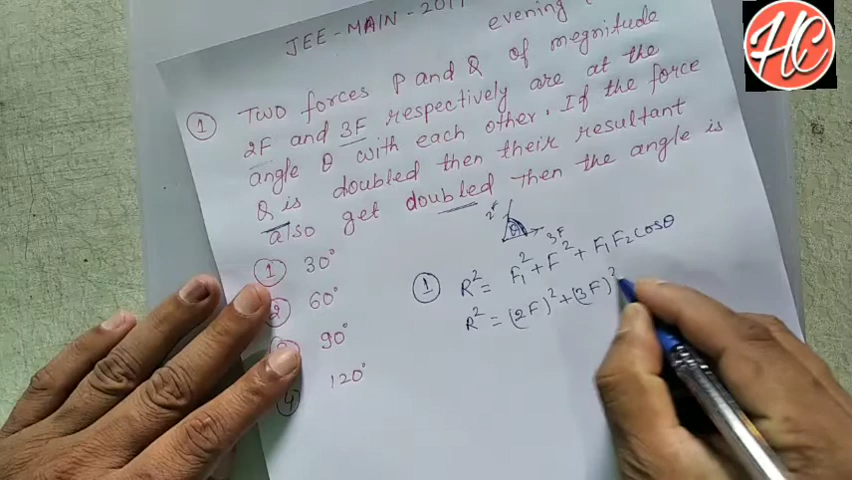 HC
JEE-MAIN-2019
evening
① Two forces P and Q of megnitude
2F and 3F respectively are at the
angle θ with each other. If the force
Q is doubled then their resultant
also get doubled then the angle is
① 30°
2 60°
90°
4 120°
2F
θ
3F
① R² = F₁² + F² + F₁F₂cosθ
R² = (2F)² + (3F)²